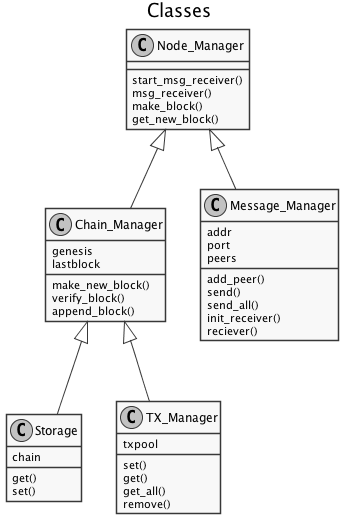 Classes
C Node_Manager
start_msg_receiver()
msg_receiver()
make_block()
get_new_block()
C Chain_Manager
genesis
lastblock
make_new_block()
verify_block()
append_block()
C Message_Manager
addr
port
peers
add_peer()
send()
send_all()
init_receiver()
reciever()
C Storage
chain
get()
set()
C TX_Manager
txpool
set()
get()
get_all()
remove()